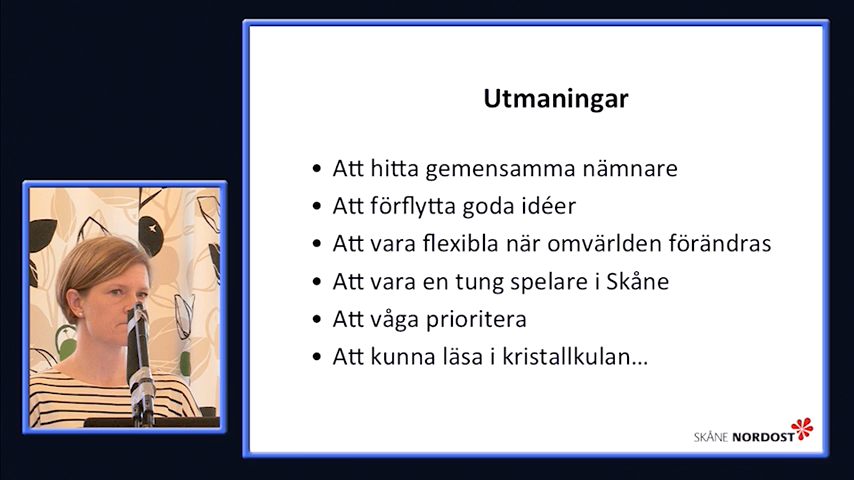 Utmaningar
• Att hitta gemensamma nämnare
• Att förflytta goda idéer
• Att vara flexibla när omvärlden förändras
• Att vara en tung spelare i Skåne
• Att våga prioritera
• Att kunna läsa i kristallkulan...
SKÅNE NORDOST